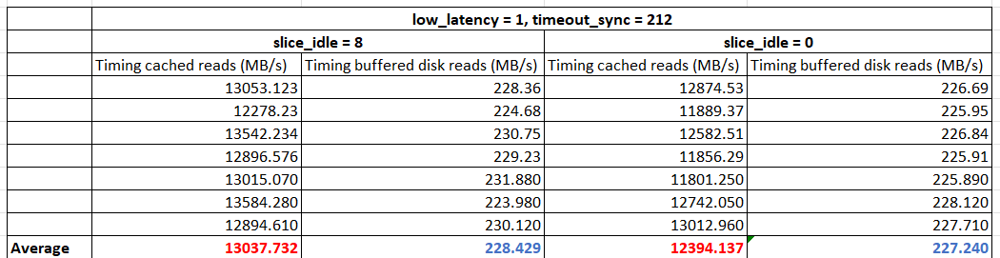 low_latency = 1, timeout_sync = 212
slice_idle = 8 slice_idle = 0
Timing cached reads (MB/s) Timing buffered disk reads (MB/s) Timing cached reads (MB/s) Timing buffered disk reads (MB/s)
13053.123 228.36 12874.53 226.69
12278.23 224.68 11889.37 225.95
13542.234 230.75 12582.51 226.84
12896.576 229.23 11856.29 225.91
13015.070 231.880 11801.250 225.890
13584.280 223.980 12742.050 228.120
12894.610 230.120 13012.960 227.710
Average 13037.732 228.429 12394.137 227.240